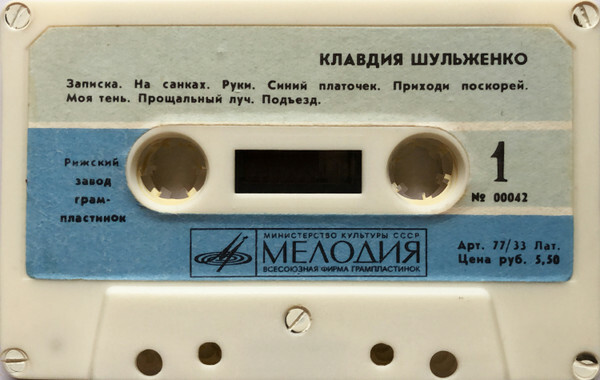 КЛАВДИЯ ШУЛЬЖЕНКО
Записка. На санках. Руки. Синий платочек. Приходи поскорей.
Моя тень. Прощальный луч. Подъезд.
Рижский
завод
грам-
пластинок
1
№ 00042
МИНИСТЕРСТВО КУЛЬТУРЫ СССР
МЕЛОДИЯ
ВСЕСОЮЗНАЯ ФИРМА ГРАМПЛАСТИНОК
Арт. 77/33 Лат.
Цена руб. 5,50